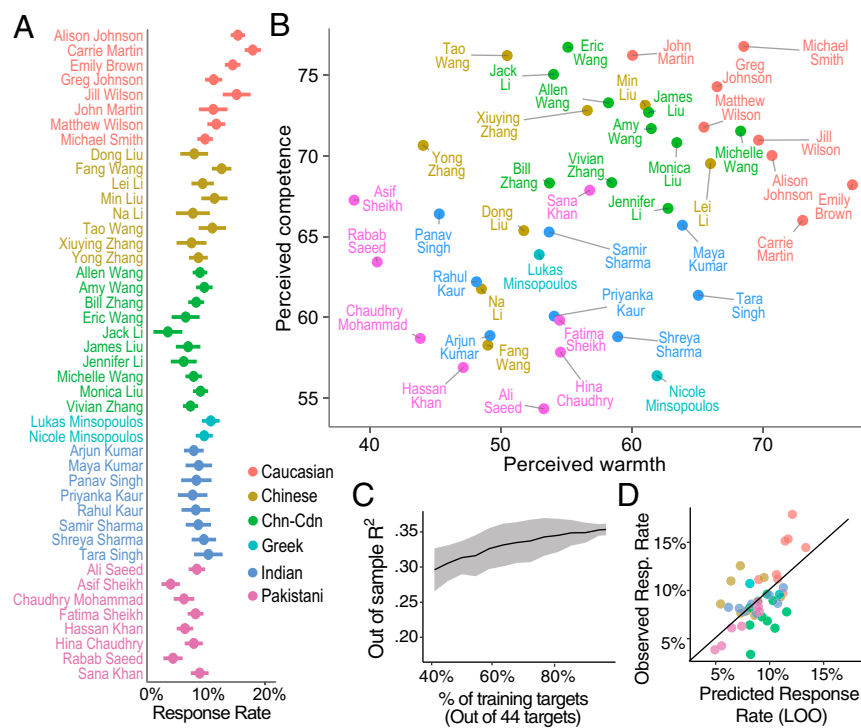 A
Alison Johnson
Carrie Martin
Emily Brown
Greg Johnson
Jill Wilson
John Martin
Matthew Wilson
Michael Smith
Dong Liu
Fang Wang
Lei Li
Min Liu
Na Li
Tao Wang
Xiuying Zhang
Yong Zhang
Allen Wang
Amy Wang
Bill Zhang
Eric Wang
Jack Li
James Liu
Jennifer Li
Michelle Wang
Monica Liu
Vivian Zhang
Lukas Minsopoulos
Nicole Minsopoulos
Arjun Kumar
Maya Kumar
Panav Singh
Priyanka Kaur
Rahul Kaur
Samir Sharma
Shreya Sharma
Tara Singh
Ali Saeed
Asif Sheikh
Chaudhry Mohammad
Fatima Sheikh
Hassan Khan
Hina Chaudhry
Rabab Saeed
Sana Khan
0%
10%
20%
Response Rate
Caucasian
Chinese
Chn-Cdn
Greek
Indian
Pakistani
B
Perceived competence
75
70
65
60
55
Tao
Wang
Eric
Wang
John
Martin
Michael
Smith
Jack
Li
Greg
Johnson
Allen
Wang
Min
Liu
James
Liu
Matthew
Wilson
Xiuying
Zhang
Amy
Wang
Jill
Wilson
Yong
Zhang
Bill
Zhang
Vivian
Zhang
Monica
Liu
Michelle
Wang
Alison
Johnson
Asif
Sheikh
Sana
Khan
Jennifer
Li
Lei
Li
Emily
Brown
Rabab
Saeed
Panav
Singh
Dong
Liu
Samir
Sharma
Maya
Kumar
Carrie
Martin
Lukas
Minsopoulos
Rahul
Kaur
Na
Li
Priyanka
Kaur
Tara
Singh
Chaudhry
Mohammad
Arjun
Kumar
Fang
Wang
Fatima
Sheikh
Shreya
Sharma
Hassan
Khan
Ali
Saeed
Hina
Chaudhry
Nicole
Minsopoulos
40
50
60
70
Perceived warmth
C
Out of sample R²
.35
.30
.25
.20
40%
60%
80%
% of training targets
(Out of 44 targets)
D
Observed Resp. Rate
15%
10%
5%
5%
10%
15%
Predicted Response
Rate (LOO)